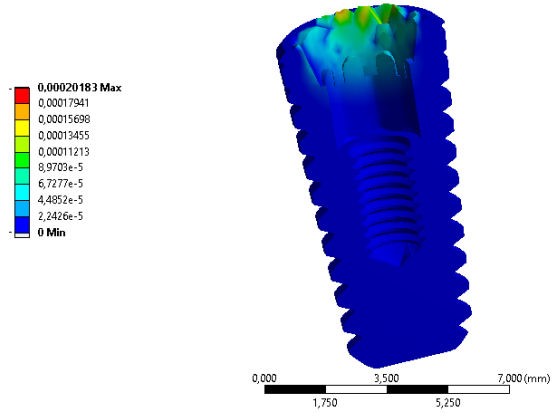 0,00020183 Max
0,00017941
0,00015698
0,00013455
0,00011213
8,9703e-5
6,7277e-5
4,4852e-5
2,2426e-5
0 Min
0,000 3,500 7,000 (mm)
1,750 5,250